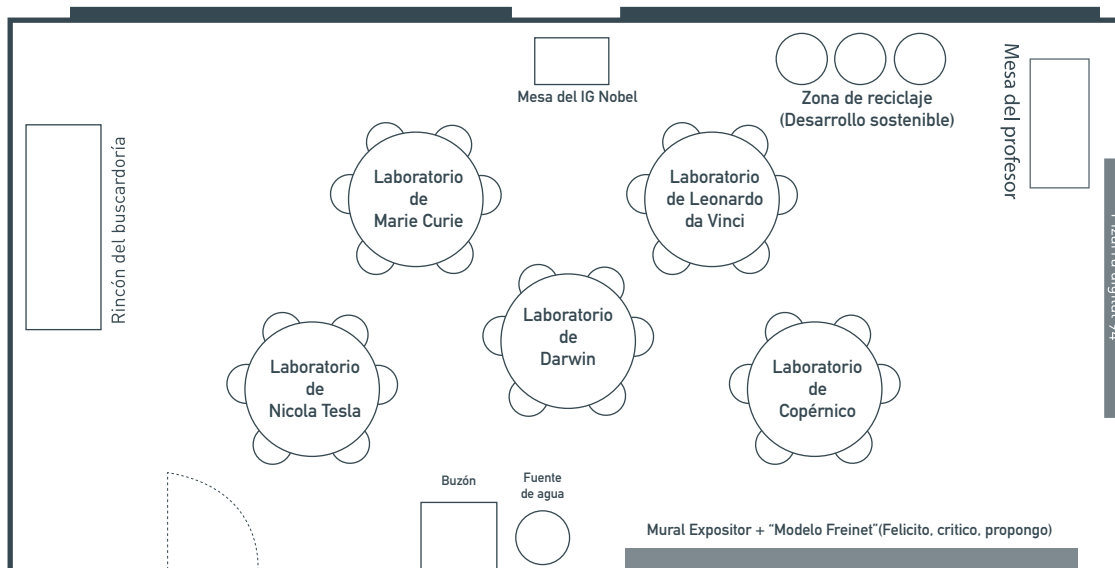 Mesa del IG Nobel
Zona de reciclaje
(Desarrollo sostenible)
Mesa del profesor
Rincón del buscardoría
Laboratorio
de
Marie Curie
Laboratorio
de Leonardo
da Vinci
Laboratorio
de
Darwin
Laboratorio
de
Nicola Tesla
Laboratorio
de
Copérnico
Buzón
Fuente
de agua
Mural Expositor + "Modelo Freinet"(Felicito, critico, propongo)